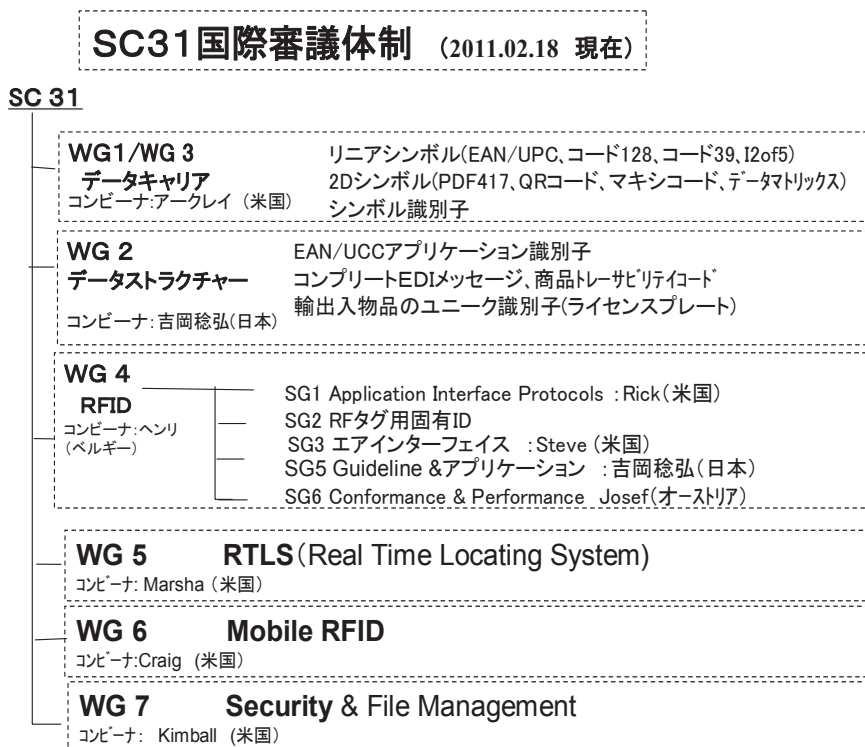 SC31国際審議体制 (2011.02.18 現在)
SC 31
WG1/WG 3
データキャリア
コンビーナ:アークレイ (米国)
リニアシンボル(EAN/UPC、コード128、コード39、I2of5)
2Dシンボル(PDF417、QRコード、マキシコード、データマトリックス)
シンボル識別子
WG 2
データストラクチャー
コンビーナ:吉岡稔弘(日本)
EAN/UCCアプリケーション識別子
コンプリートEDIメッセージ、商品トレーサビリテイコード
輸出入物品のユニーク識別子(ライセンスプレート)
WG 4
RFID
コンビーナ:ヘンリ
(ベルギー)
SG1 Application Interface Protocols :Rick(米国)
SG2 RFタグ用固有ID
SG3 エアインターフェイス :Steve (米国)
SG5 Guideline &アプリケーション :吉岡稔弘(日本)
SG6 Conformance & Performance Josef(オーストリア)
WG 5 RTLS(Real Time Locating System)
コンビーナ: Marsha (米国)
WG 6 Mobile RFID
コンビーナ:Craig (米国)
WG 7 Security & File Management
コンビーナ: Kimball (米国)